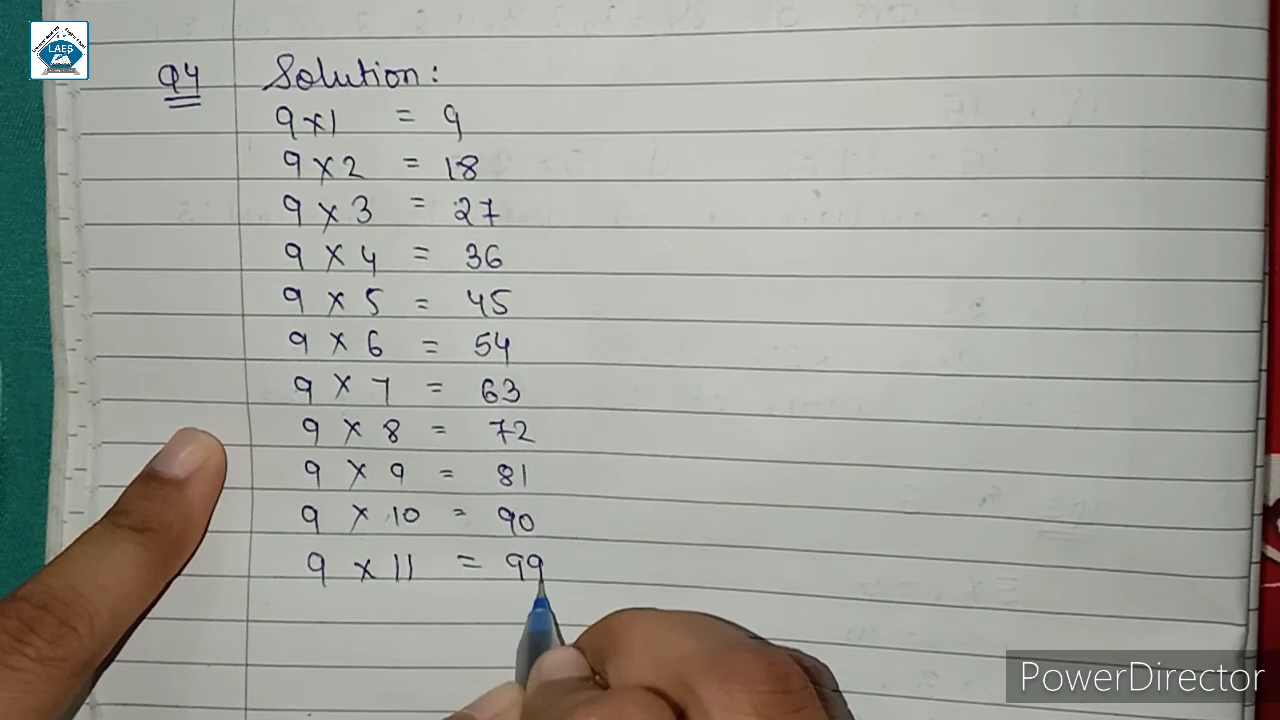 LAES
Q4 Solution:
9 × 1 = 9
9 × 2 = 18
9 × 3 = 27
9 × 4 = 36
9 × 5 = 45
9 × 6 = 54
9 × 7 = 63
9 × 8 = 72
9 × 9 = 81
9 × 10 = 90
9 × 11 = 99
PowerDirector